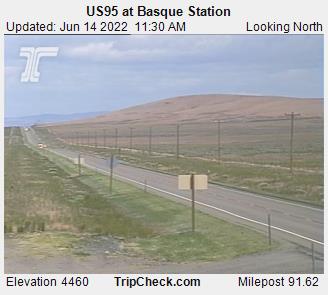 US95 at Basque Station
Updated: Jun 14 2022 11:30 AM Looking North
Elevation 4460 TripCheck.com Milepost 91.62